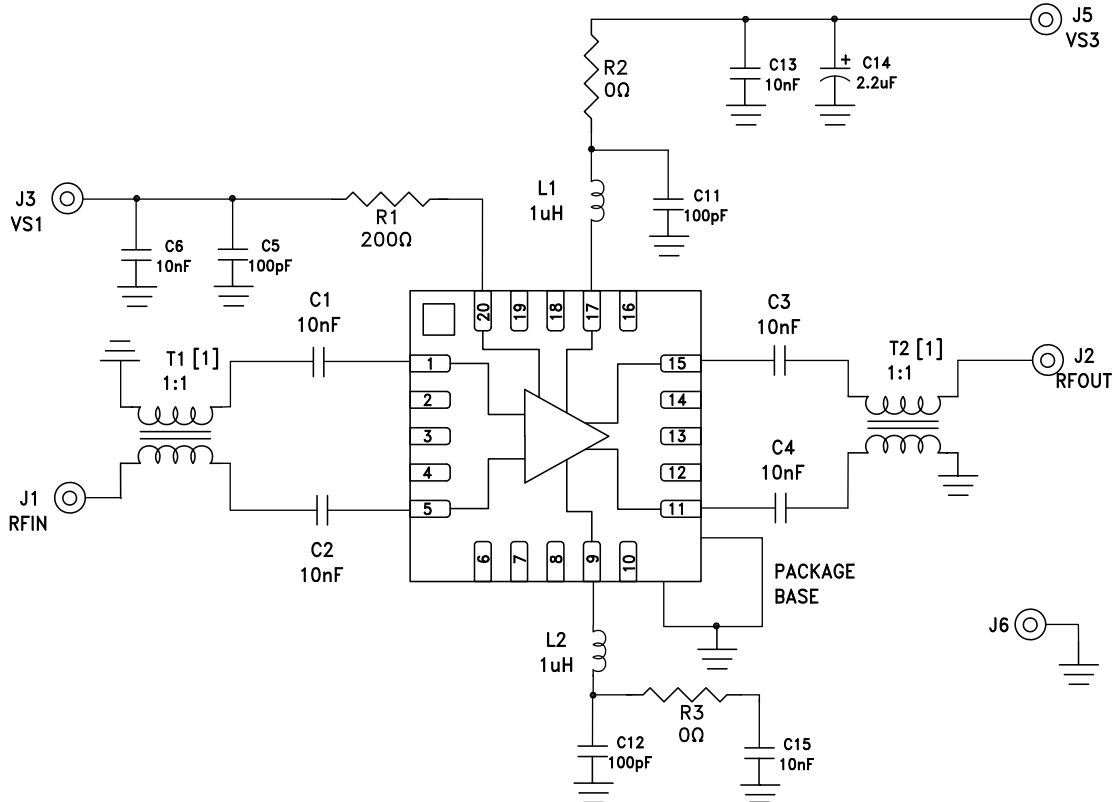 J5
VS3
R2
0Ω
C13
10nF
+ C14
2.2uF
J3
VS1
R1
200Ω
L1
1uH
C11
100pF
C6
10nF
C5
100pF
C1
10nF
20
19
18
17
16
C3
10nF
T1 [1]
1:1
T2 [1]
1:1
J2
RFOUT
1
2
3
4
5
15
14
13
12
11
C4
10nF
J1
RFIN
C2
10nF
6
7
8
9
10
PACKAGE
BASE
J6
L2
1uH
R3
0Ω
C12
100pF
C15
10nF